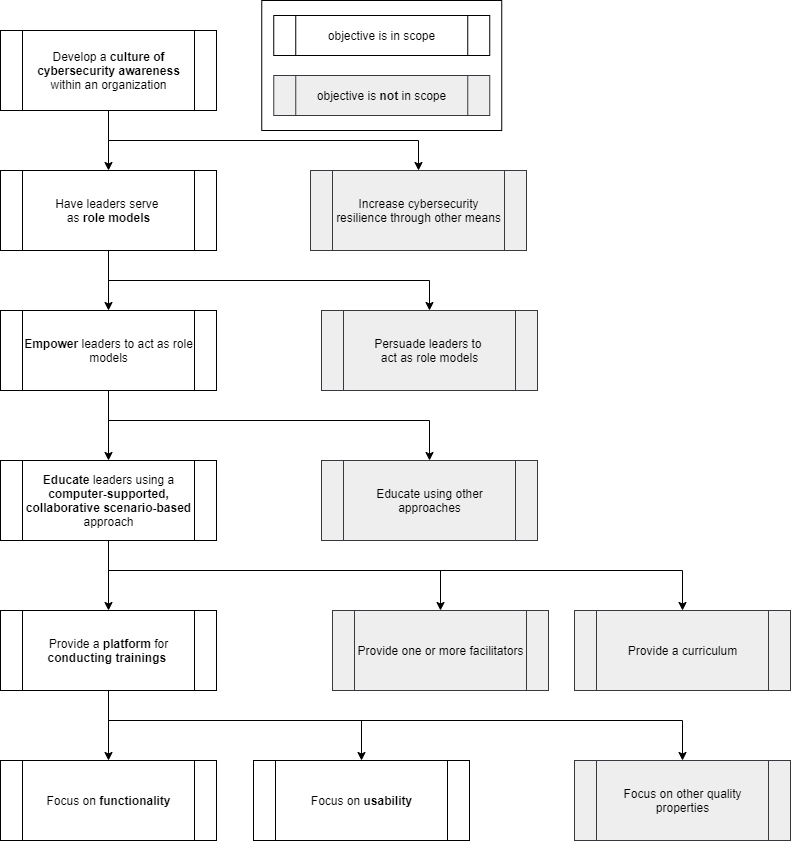 objective is in scope
Develop a culture of
cybersecurity awareness
within an organization
objective is not in scope
Have leaders serve
as role models
Increase cybersecurity
resilience through other means
Empower leaders to act as role
models
Persuade leaders to
act as role models
Educate leaders using a
computer-supported,
collaborative scenario-based
approach
Educate using other
approaches
Provide a platform for
conducting trainings
Provide one or more facilitators
Provide a curriculum
Focus on functionality
Focus on usability
Focus on other quality
properties